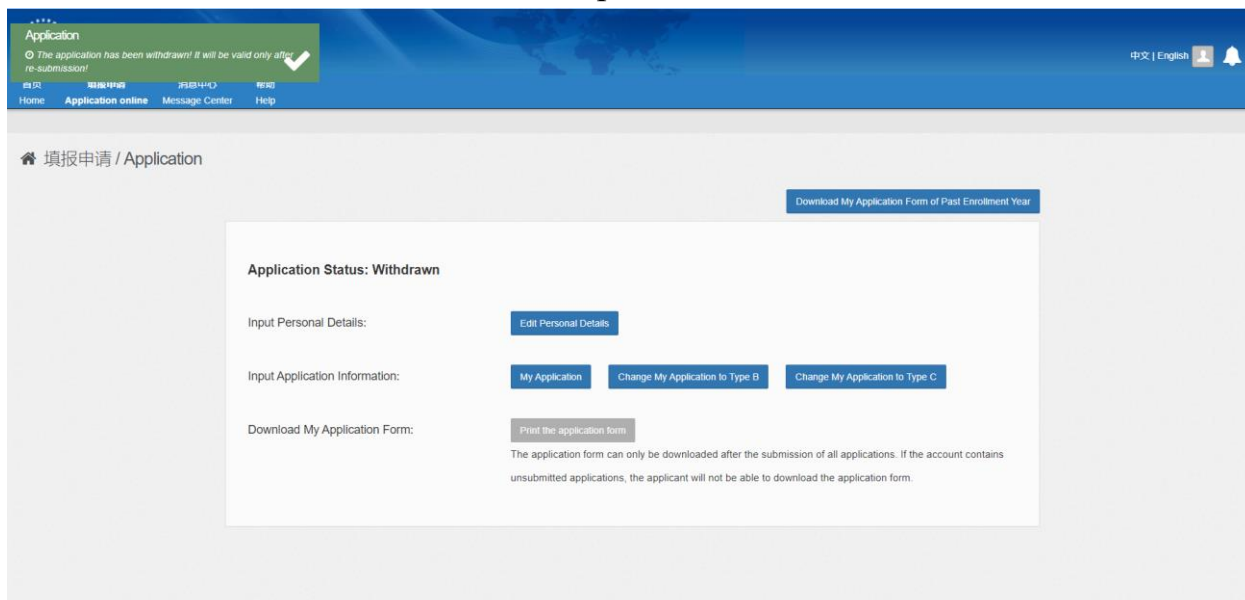 Application
The application has been withdrawn! It will be valid only after
re-submission!
中文 | English
首页 填报申请 消息中心 帮助
Home Application online Message Center Help
填报申请 / Application
Download My Application Form of Past Enrollment Year
Application Status: Withdrawn
Input Personal Details: Edit Personal Details
Input Application Information: My Application Change My Application to Type B Change My Application to Type C
Download My Application Form: Print the application form
The application form can only be downloaded after the submission of all applications. If the account contains
unsubmitted applications, the applicant will not be able to download the application form.